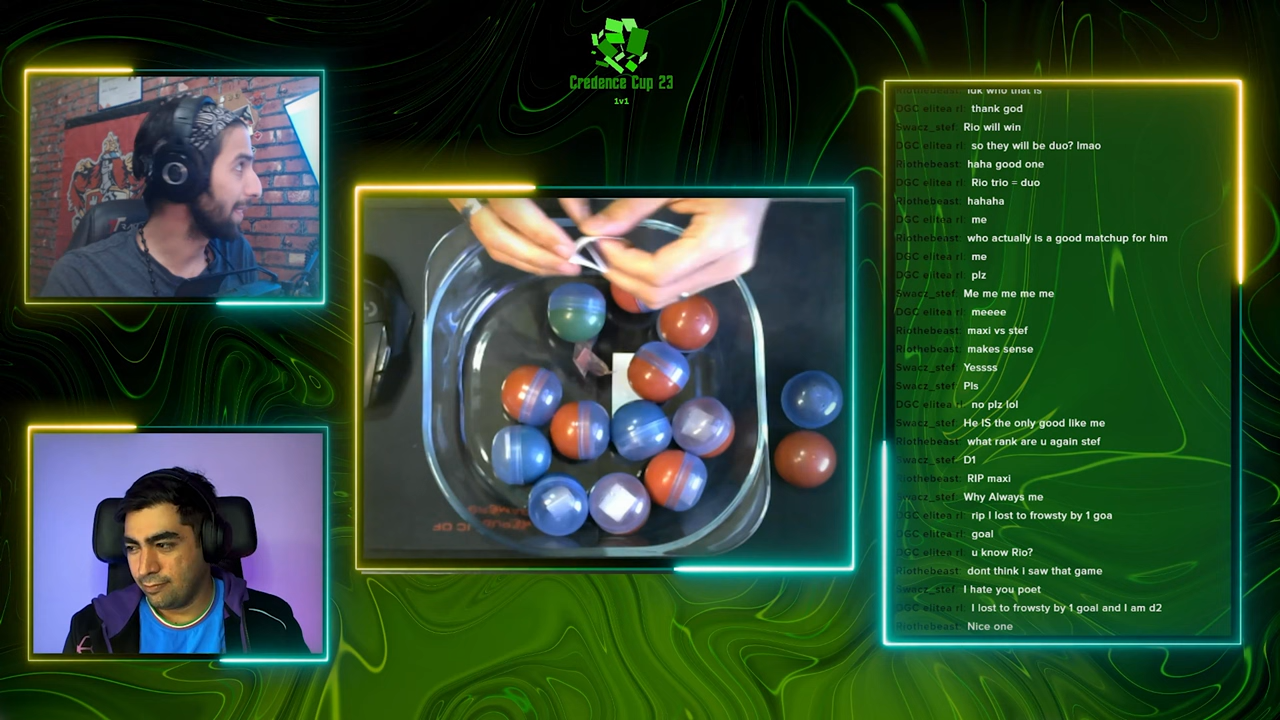 Credence Cup 23
1v1
Riothebeast: idk who that is
DGC elitea rl: thank god
Swacz_stef: Rio will win
DGC elitea rl: so they will be duo? lmao
Riothebeast: haha good one
DGC elitea rl: Rio trio = duo
Riothebeast: hahaha
DGC elitea rl: me
Riothebeast: who actually is a good matchup for him
DGC elitea rl: me
DGC elitea rl: plz
Swacz_stef: Me me me me me
DGC elitea rl: meeee
Riothebeast: maxi vs stef
Riothebeast: makes sense
Swacz_stef: Yessss
Swacz_stef: Pls
DGC elitea rl: no plz lol
Swacz_stef: He IS the only good like me
Riothebeast: what rank are u again stef
Swacz_stef: D1
Riothebeast: RIP maxi
Swacz_stef: Why Always me
DGC elitea rl: rip I lost to frowsty by 1 goa
DGC elitea rl: goal
DGC elitea rl: u know Rio?
Riothebeast: dont think i saw that game
Swacz_stef: I hate you poet
DGC elitea rl: I lost to frowsty by 1 goal and I am d2
Riothebeast: Nice one